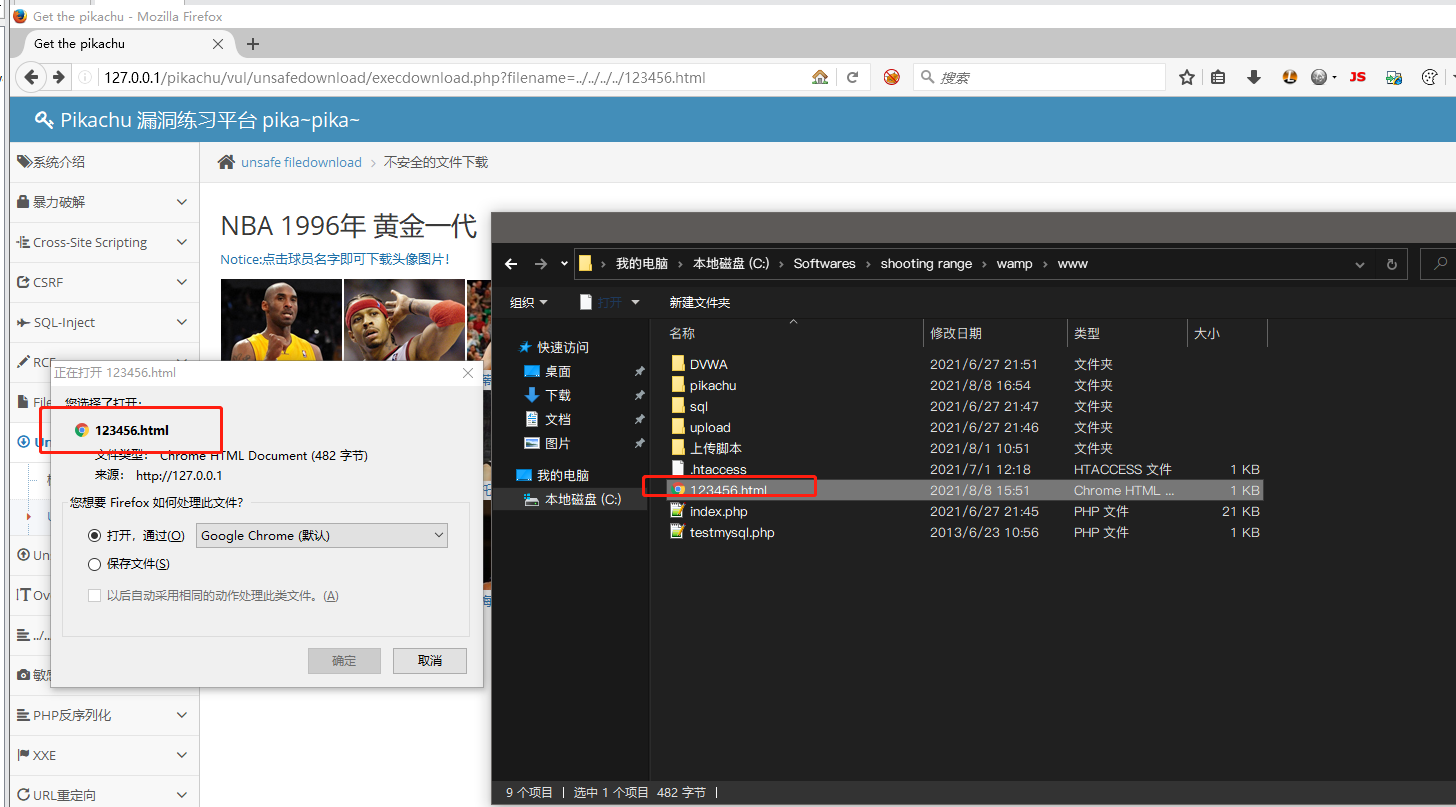 Get the pikachu - Mozilla Firefox
Get the pikachu
127.0.0.1/pikachu/vul/unsafedownload/execdownload.php?filename=../../../../123456.html
搜索
JS
Pikachu 漏洞练习平台 pika~pika~
系统介绍
暴力破解
Cross-Site Scripting
CSRF
SQL-Inject
RCE
File
Un
Uns
Ove
../..
敏感
PHP反序列化
XXE
URL重定向
unsafe filedownload › 不安全的文件下载
NBA 1996年 黄金一代
Notice:点击球员名字即可下载头像图片!
正在打开 123456.html
您选择了打开:
123456.html
文件类型: Chrome HTML Document (482 字节)
来源: http://127.0.0.1
您想要 Firefox 如何处理此文件?
打开，通过(O)
Google Chrome (默认)
保存文件(S)
以后自动采用相同的动作处理此类文件。(A)
确定
取消
我的电脑 › 本地磁盘 (C:) › Softwares › shooting range › wamp › www
组织
打开
新建文件夹
快速访问
桌面
下载
文档
图片
我的电脑
本地磁盘 (C:)
名称 修改日期 类型 大小
DVWA 2021/6/27 21:51 文件夹
pikachu 2021/8/8 16:54 文件夹
sql 2021/6/27 21:47 文件夹
upload 2021/6/27 21:46 文件夹
上传脚本 2021/8/1 10:51 文件夹
.htaccess 2021/7/1 12:18 HTACCESS 文件 1 KB
123456.html 2021/8/8 15:51 Chrome HTML ... 1 KB
index.php 2021/6/27 21:45 PHP 文件 21 KB
testmysql.php 2013/6/23 10:56 PHP 文件 1 KB
9 个项目 | 选中 1 个项目 482 字节 |